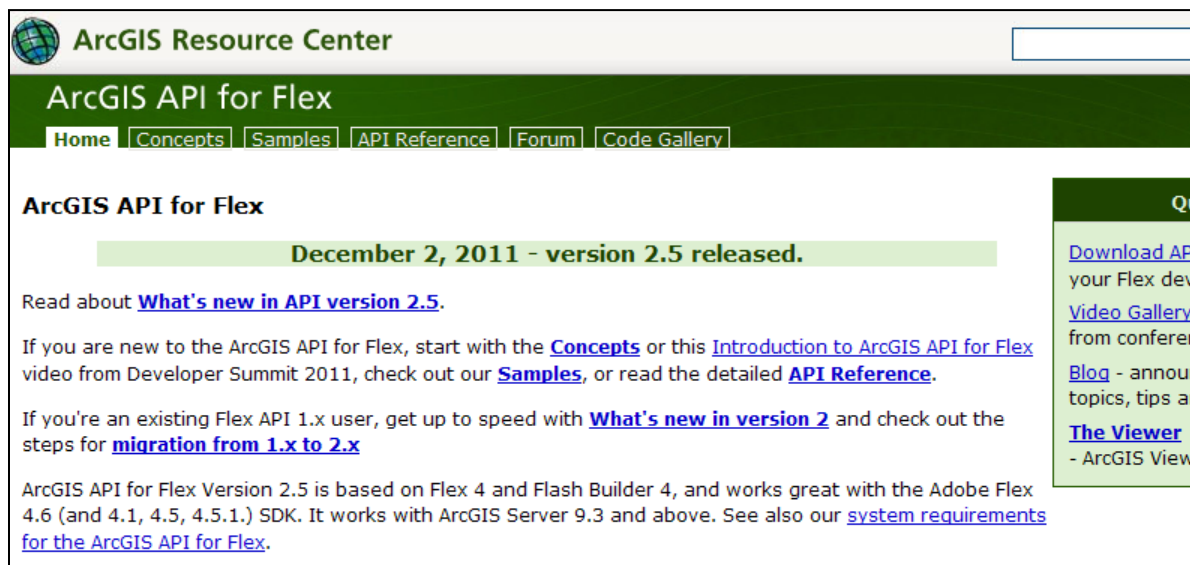 ArcGIS Resource Center
ArcGIS API for Flex
Home Concepts Samples API Reference Forum Code Gallery
ArcGIS API for Flex
December 2, 2011 - version 2.5 released.
Read about What's new in API version 2.5.
If you are new to the ArcGIS API for Flex, start with the Concepts or this Introduction to ArcGIS API for Flex
video from Developer Summit 2011, check out our Samples, or read the detailed API Reference.
If you're an existing Flex API 1.x user, get up to speed with What's new in version 2 and check out the
steps for migration from 1.x to 2.x
ArcGIS API for Flex Version 2.5 is based on Flex 4 and Flash Builder 4, and works great with the Adobe Flex
4.6 (and 4.1, 4.5, 4.5.1.) SDK. It works with ArcGIS Server 9.3 and above. See also our system requirements
for the ArcGIS API for Flex.
Download
your Flex
Video Gallery
from
Blog -
topics, tips
The Viewer
- ArcGIS